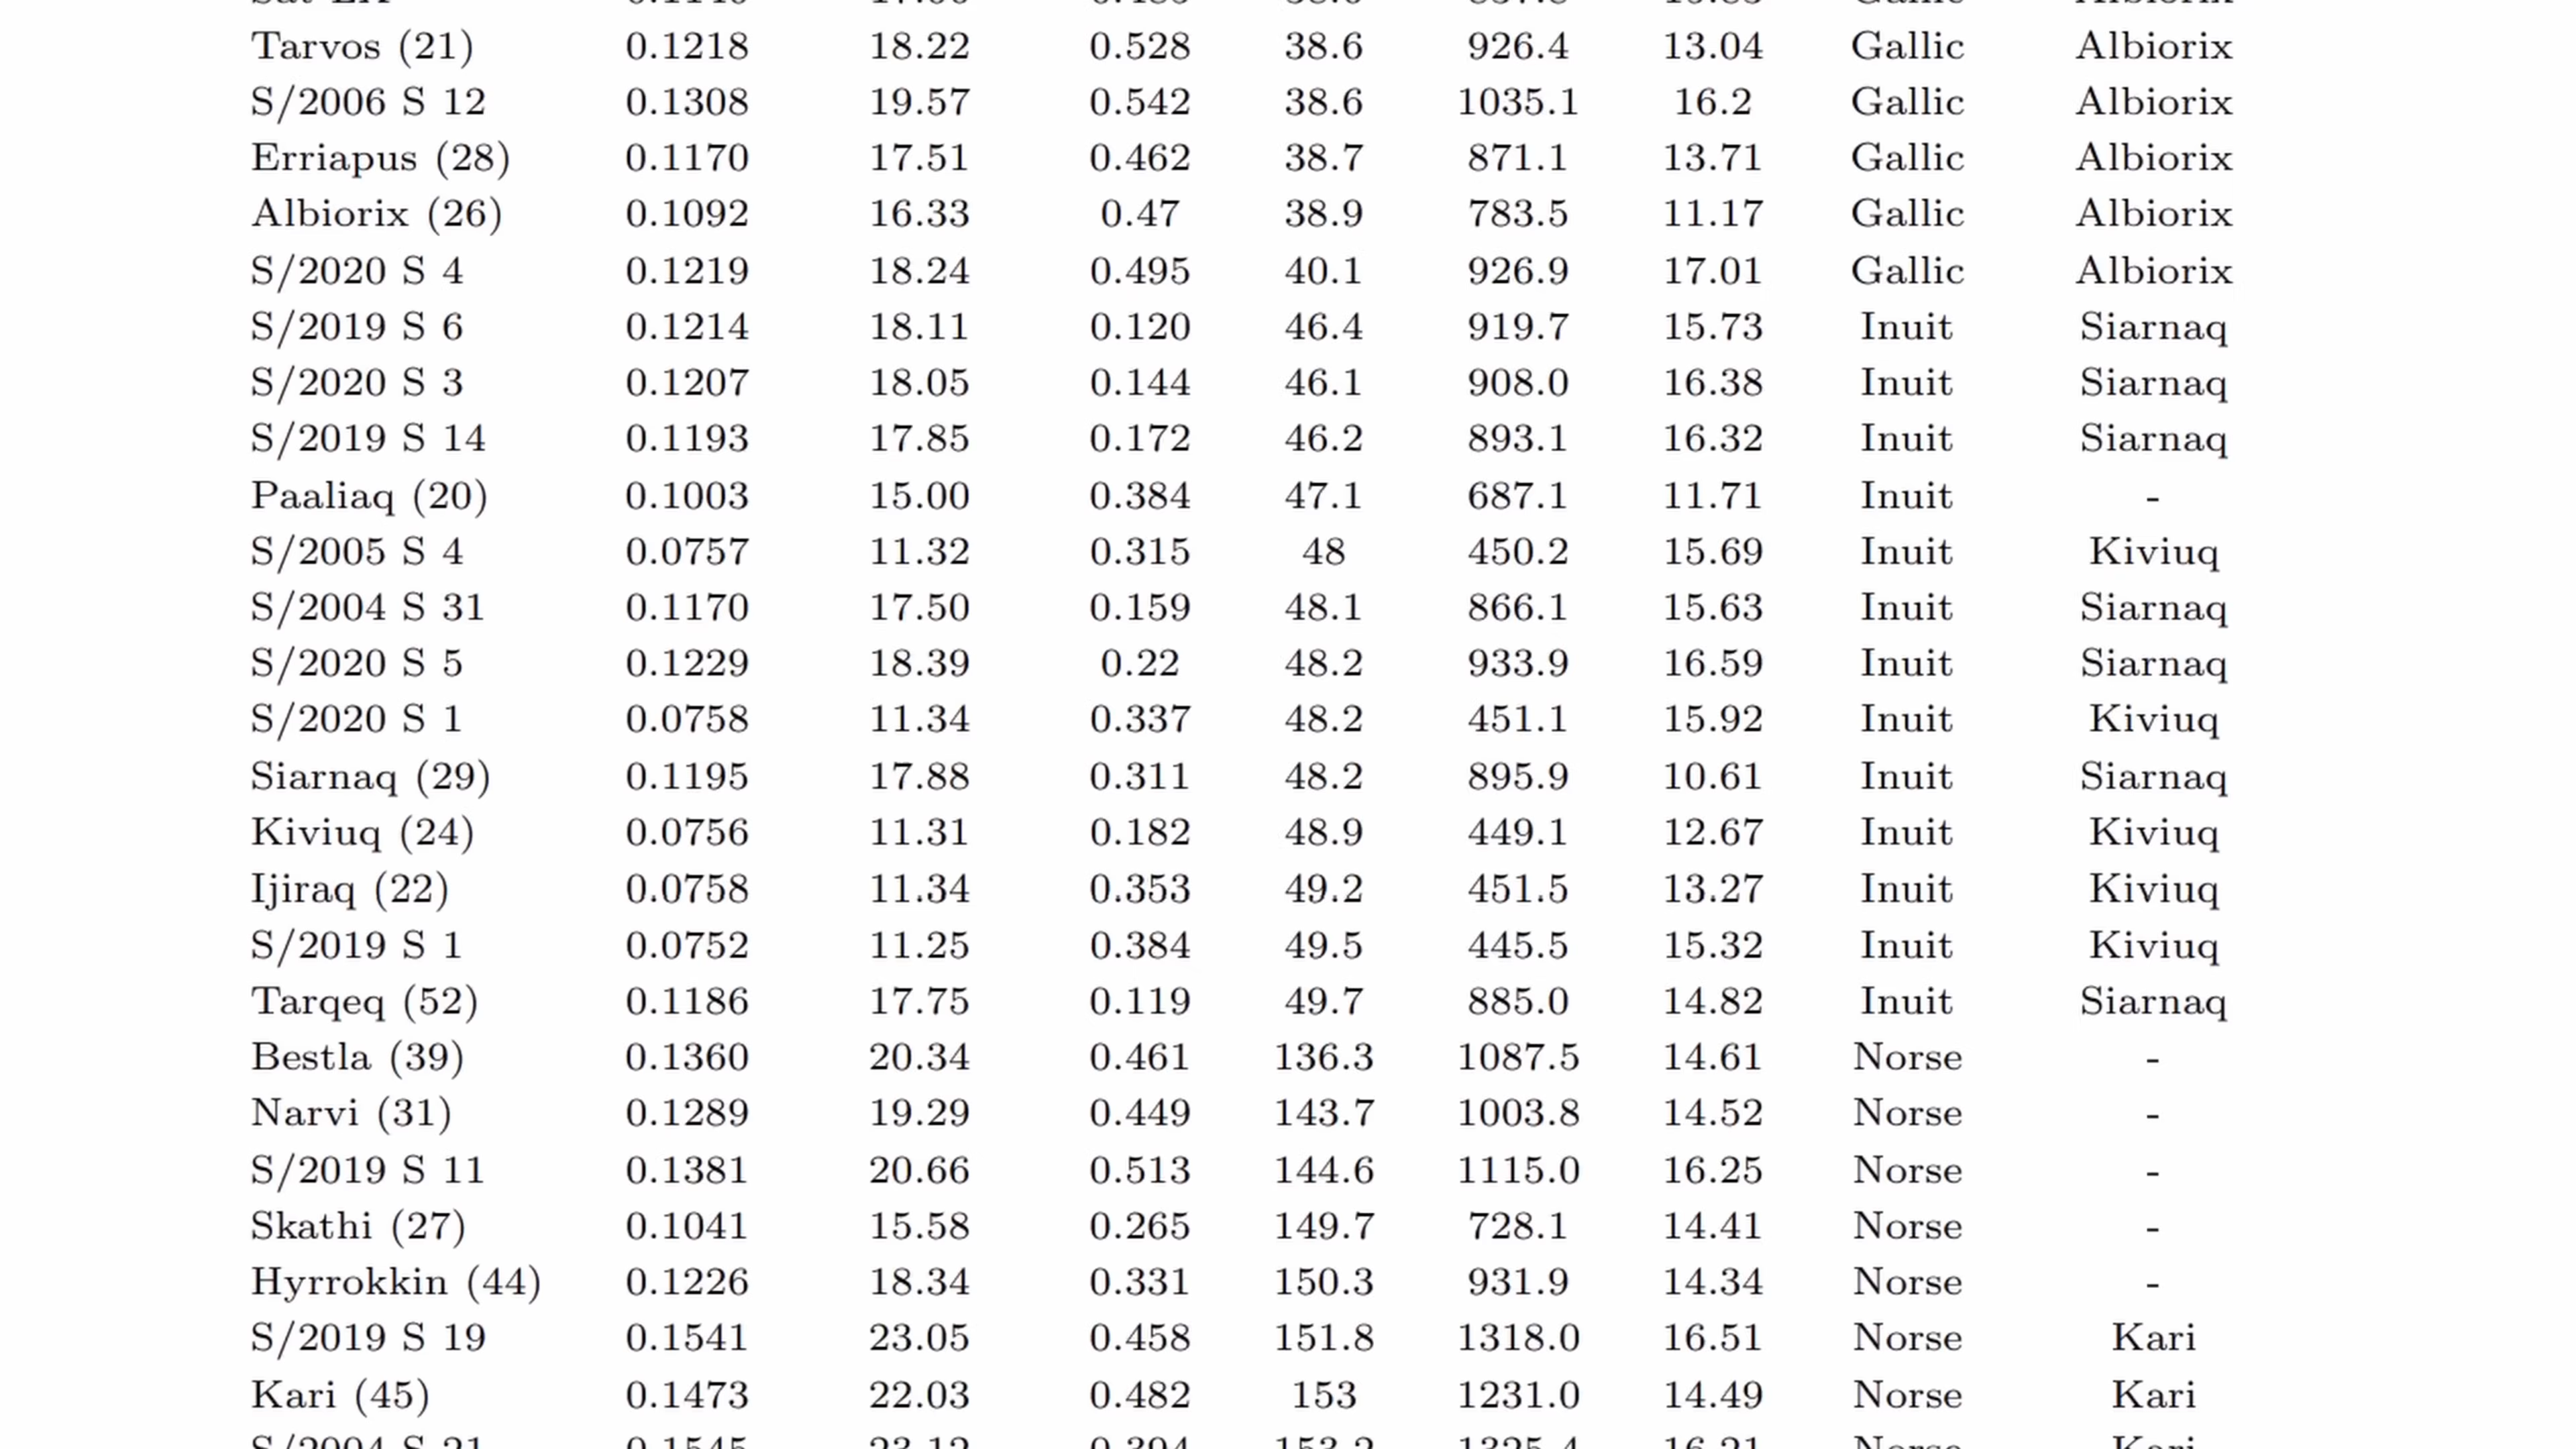 Tarvos (21) 0.1218 18.22 0.528 38.6 926.4 13.04 Gallic Albiorix
S/2006 S 12 0.1308 19.57 0.542 38.6 1035.1 16.2 Gallic Albiorix
Erriapus (28) 0.1170 17.51 0.462 38.7 871.1 13.71 Gallic Albiorix
Albiorix (26) 0.1092 16.33 0.47 38.9 783.5 11.17 Gallic Albiorix
S/2020 S 4 0.1219 18.24 0.495 40.1 926.9 17.01 Gallic Albiorix
S/2019 S 6 0.1214 18.11 0.120 46.4 919.7 15.73 Inuit Siarnaq
S/2020 S 3 0.1207 18.05 0.144 46.1 908.0 16.38 Inuit Siarnaq
S/2019 S 14 0.1193 17.85 0.172 46.2 893.1 16.32 Inuit Siarnaq
Paaliaq (20) 0.1003 15.00 0.384 47.1 687.1 11.71 Inuit -
S/2005 S 4 0.0757 11.32 0.315 48 450.2 15.69 Inuit Kiviuq
S/2004 S 31 0.1170 17.50 0.159 48.1 866.1 15.63 Inuit Siarnaq
S/2020 S 5 0.1229 18.39 0.22 48.2 933.9 16.59 Inuit Siarnaq
S/2020 S 1 0.0758 11.34 0.337 48.2 451.1 15.92 Inuit Kiviuq
Siarnaq (29) 0.1195 17.88 0.311 48.2 895.9 10.61 Inuit Siarnaq
Kiviuq (24) 0.0756 11.31 0.182 48.9 449.1 12.67 Inuit Kiviuq
Ijiraq (22) 0.0758 11.34 0.353 49.2 451.5 13.27 Inuit Kiviuq
S/2019 S 1 0.0752 11.25 0.384 49.5 445.5 15.32 Inuit Kiviuq
Tarqeq (52) 0.1186 17.75 0.119 49.7 885.0 14.82 Inuit Siarnaq
Bestla (39) 0.1360 20.34 0.461 136.3 1087.5 14.61 Norse -
Narvi (31) 0.1289 19.29 0.449 143.7 1003.8 14.52 Norse -
S/2019 S 11 0.1381 20.66 0.513 144.6 1115.0 16.25 Norse -
Skathi (27) 0.1041 15.58 0.265 149.7 728.1 14.41 Norse -
Hyrrokkin (44) 0.1226 18.34 0.331 150.3 931.9 14.34 Norse -
S/2019 S 19 0.1541 23.05 0.458 151.8 1318.0 16.51 Norse Kari
Kari (45) 0.1473 22.03 0.482 153 1231.0 14.49 Norse Kari